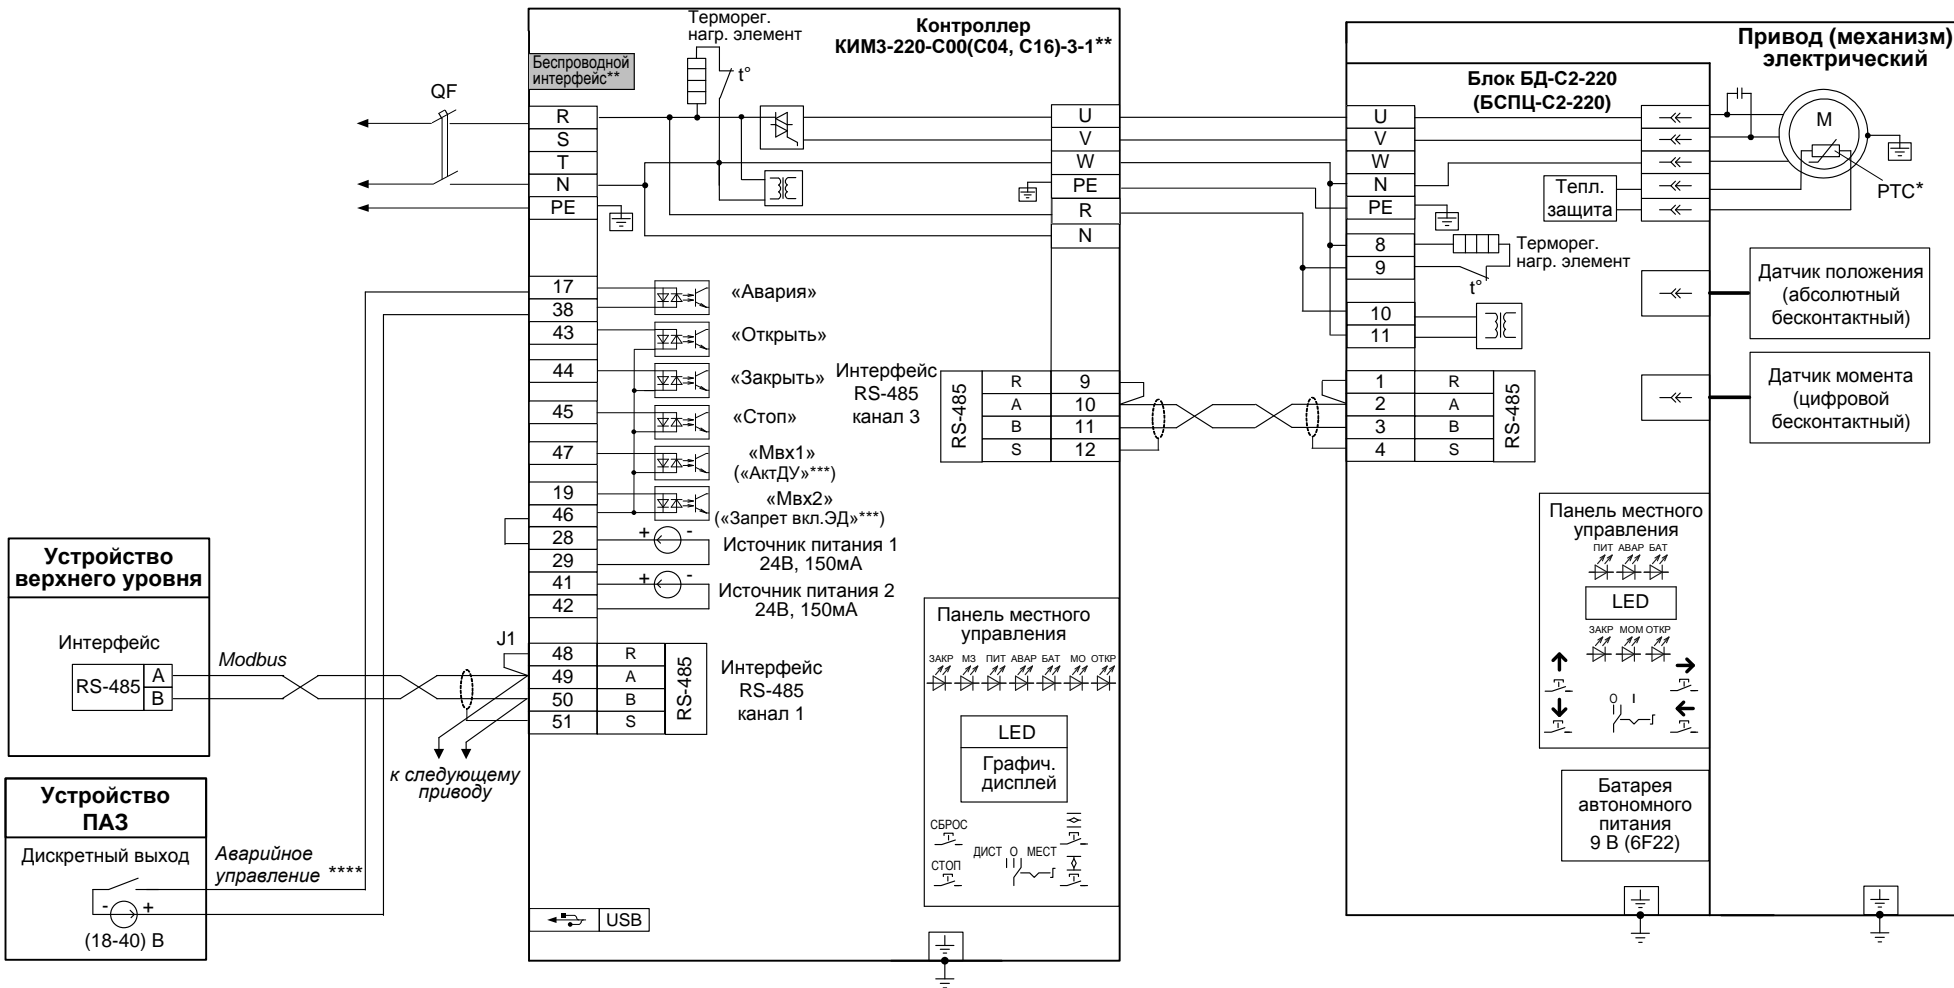 QF
Устройство
верхнего уровня
Интерфейс
RS-485
A
B
Modbus
J1
к следующему
приводу
Устройство
ПАЗ
Дискретный выход
- +
(18-40) В
Аварийное
управление ****
Контроллер
КИМ3-220-С00(С04, С16)-3-1**
Беспроводной
интерфейс**
Терморег.
нагр. элемент
t°
R
S
T
N
PE
U
V
W
PE
R
N
17
38
43
44
45
47
19
46
28
29
41
42
«Авария»
«Открыть»
«Закрыть»
«Стоп»
«Мвх1»
(«АктДУ»***)
«Мвх2»
(«Запрет вкл.ЭД»***)
+ -
Источник питания 1
24В, 150мА
+ -
Источник питания 2
24В, 150мА
48 R
49 A
50 B
51 S
RS-485
Интерфейс
RS-485
канал 1
Интерфейс
RS-485
канал 3
RS-485
R 9
A 10
B 11
S 12
Панель местного
управления
ЗАКР МЗ ПИТ АВАР БАТ МО ОТКР
LED
Графич.
дисплей
СБРОС
СТОП
ДИСТ О МЕСТ
USB
Привод (механизм)
электрический
Блок БД-С2-220
(БСПЦ-С2-220)
U
V
W
N
PE
8
9
10
11
Тепл.
защита
M
PTC*
Терморег.
нагр. элемент
t°
1 R
2 A
3 B
4 S
RS-485
Датчик положения
(абсолютный
бесконтактный)
Датчик момента
(цифровой
бесконтактный)
Панель местного
управления
ПИТ АВАР БАТ
LED
ЗАКР МОМ ОТКР
O I
Батарея
автономного
питания
9 В (6F22)